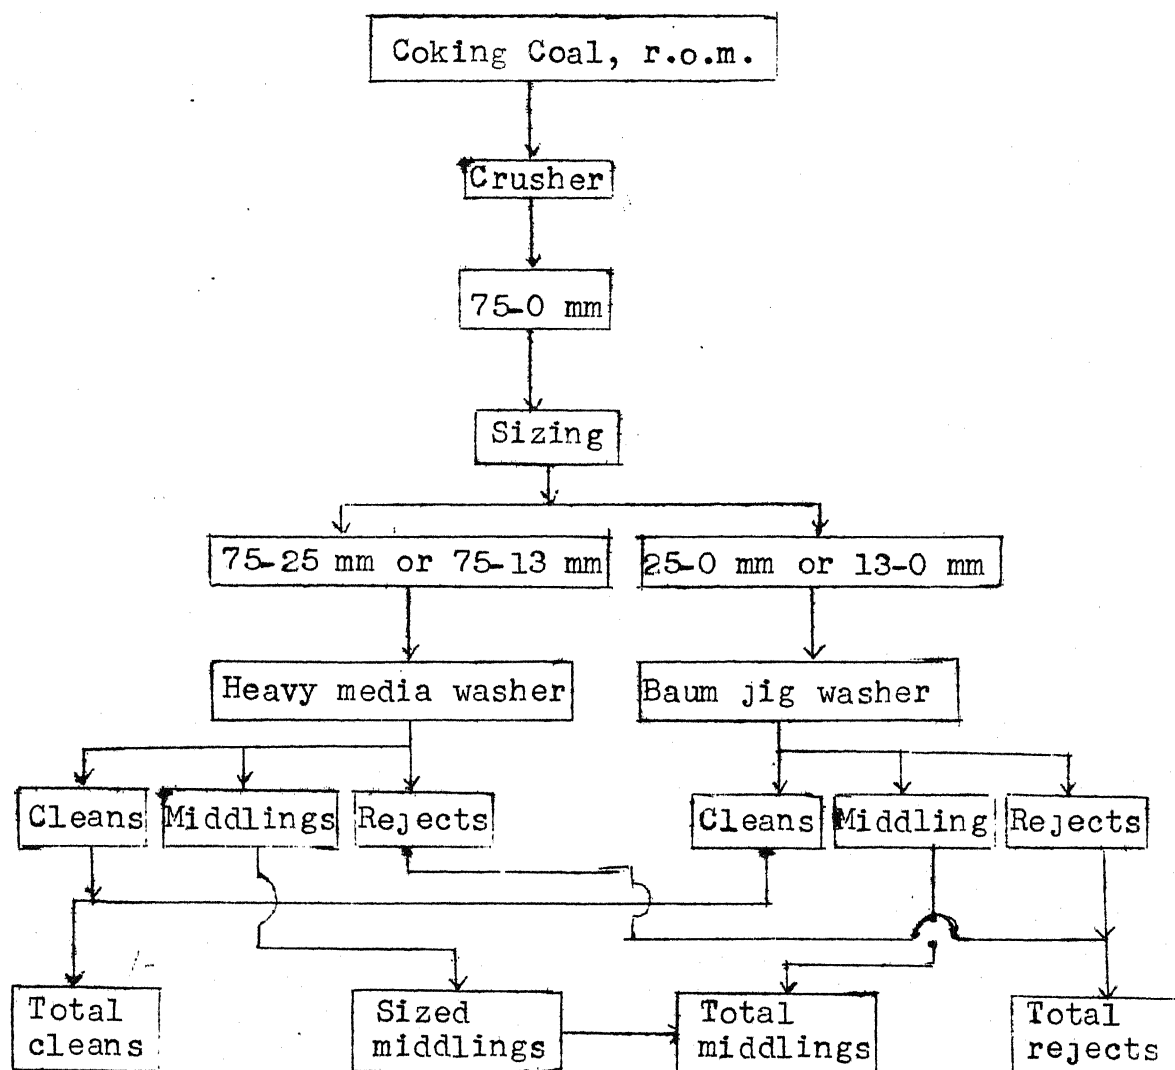 Coking Coal, r.o.m.
Crusher
75-0 mm
Sizing
75-25 mm or 75-13 mm
25-0 mm or 13-0 mm
Heavy media washer
Baum jig washer
Cleans
Middlings
Rejects
Cleans
Middling
Rejects
Total
cleans
Sized
middlings
Total
middlings
Total
rejects